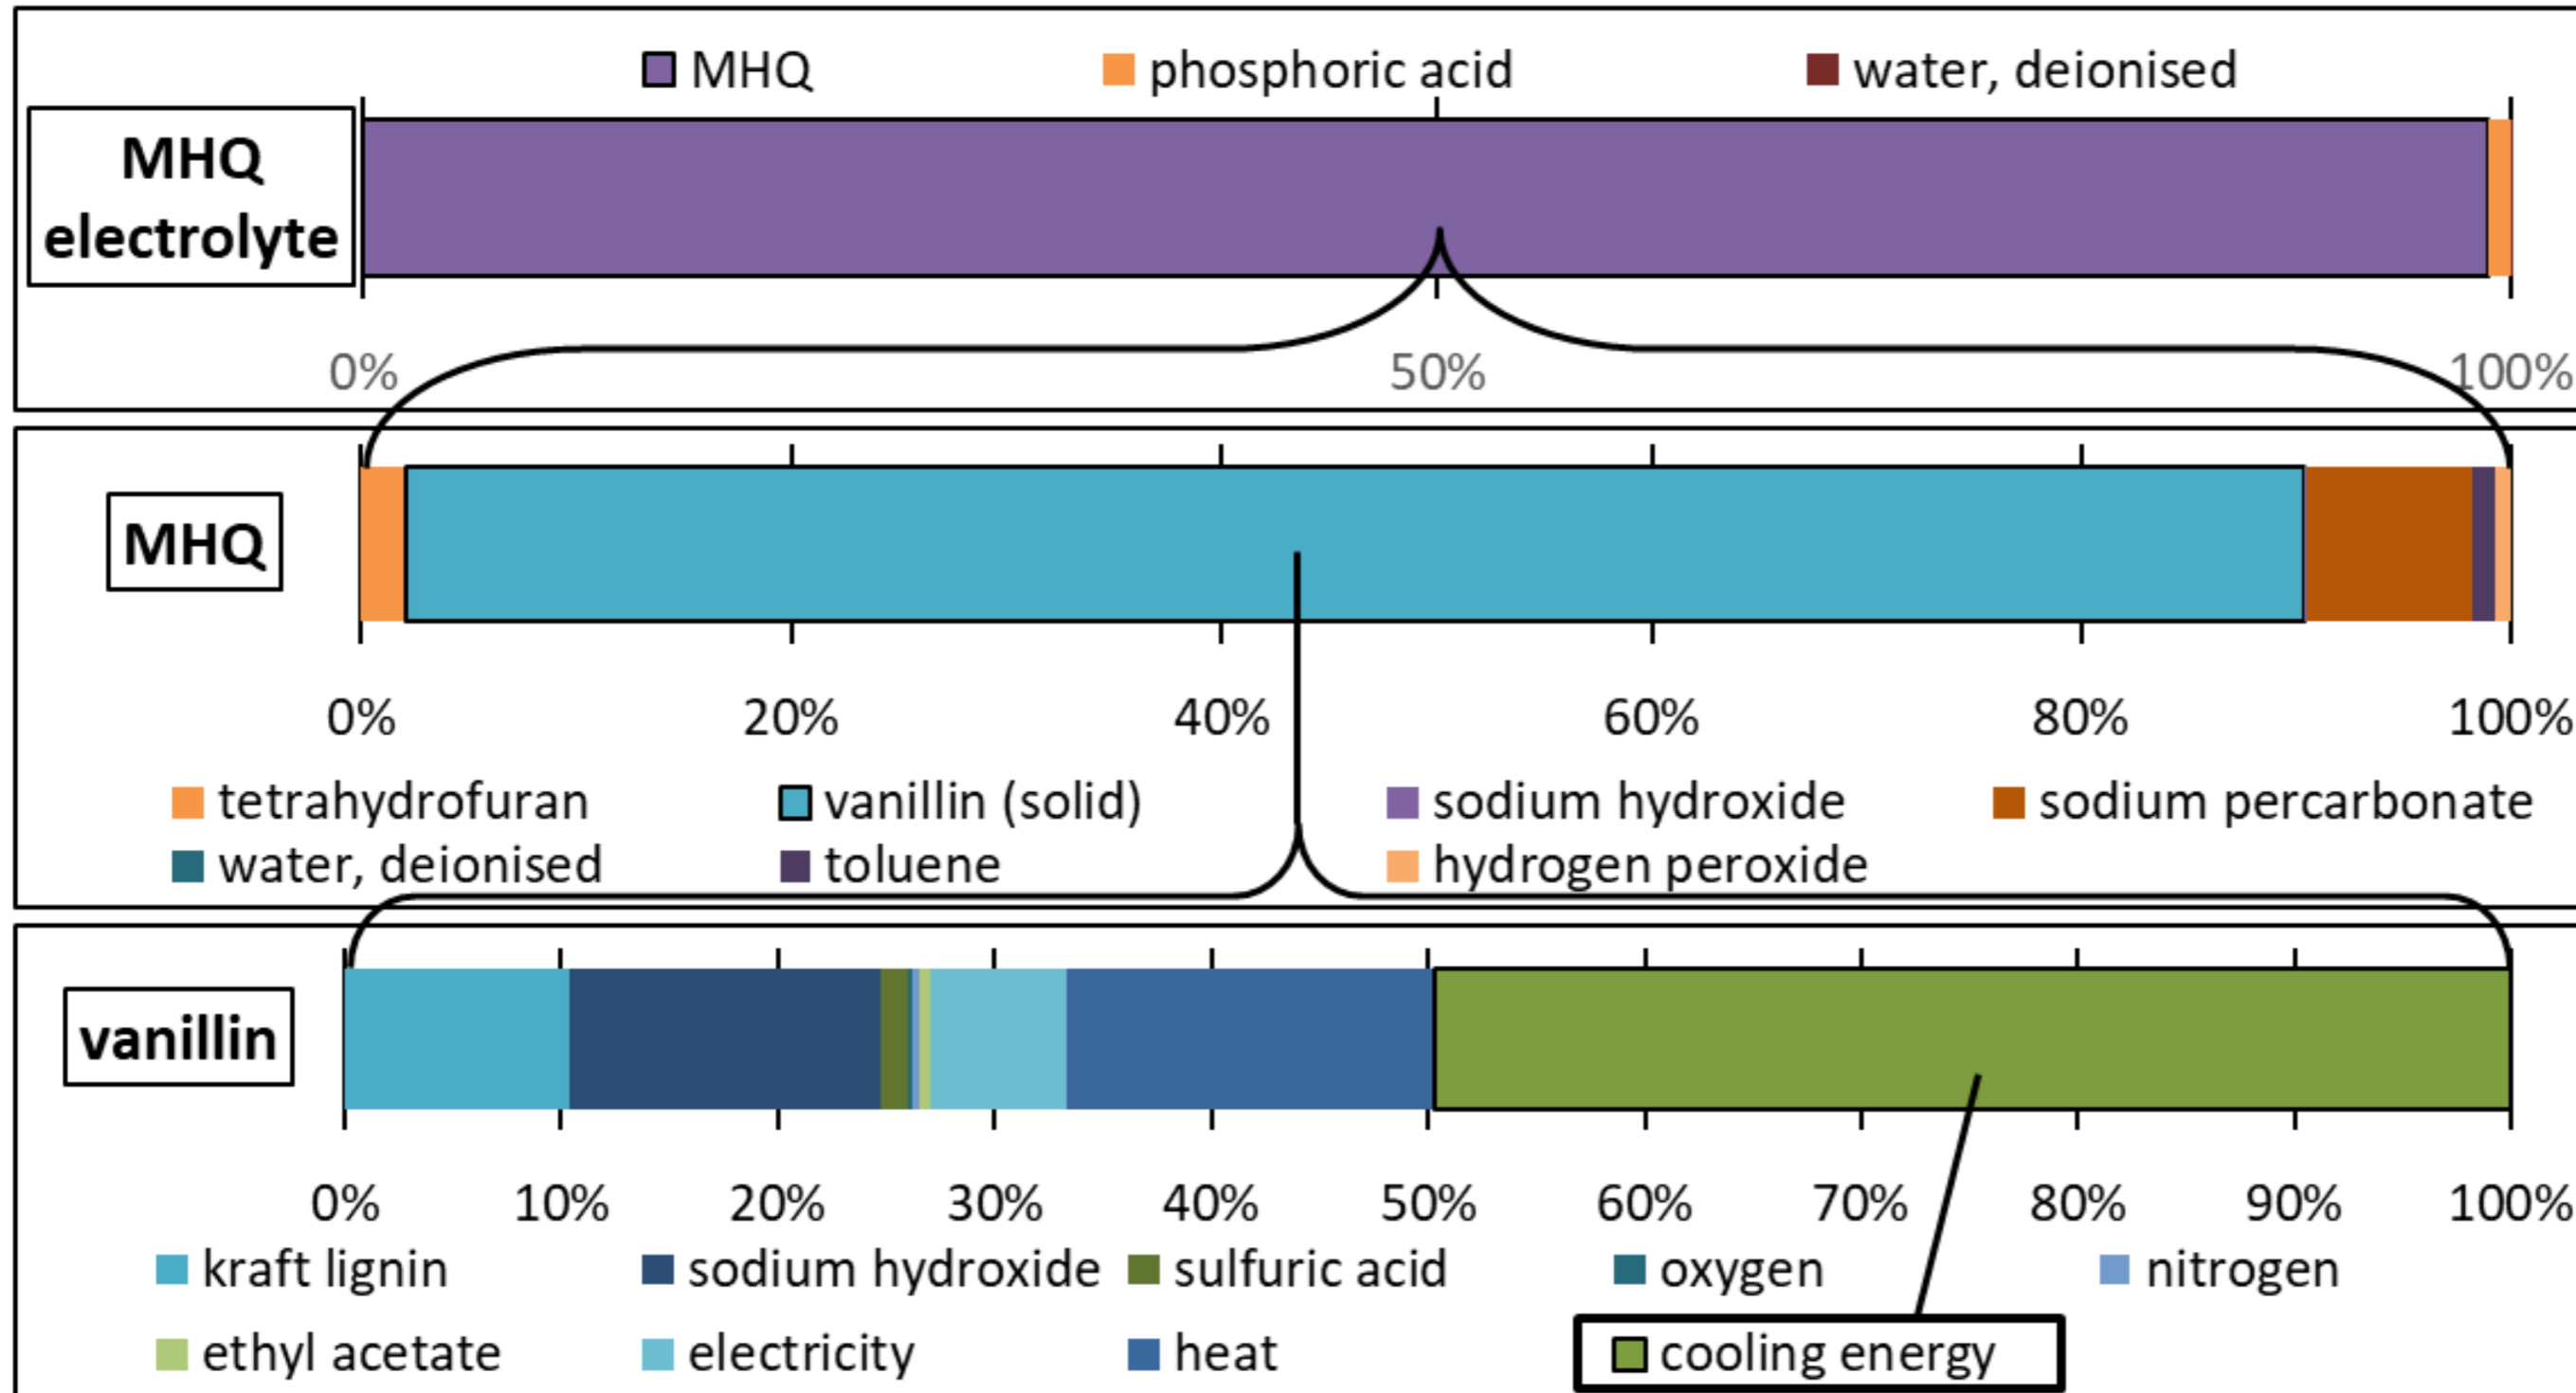 MHQ phosphoric acid water, deionised
MHQ
electrolyte
0% 50% 100%
MHQ
0% 20% 40% 60% 80% 100%
tetrahydrofuran vanillin (solid) sodium hydroxide sodium percarbonate
water, deionised toluene hydrogen peroxide
vanillin
0% 10% 20% 30% 40% 50% 60% 70% 80% 90% 100%
kraft lignin sodium hydroxide sulfuric acid oxygen nitrogen
ethyl acetate electricity heat cooling energy